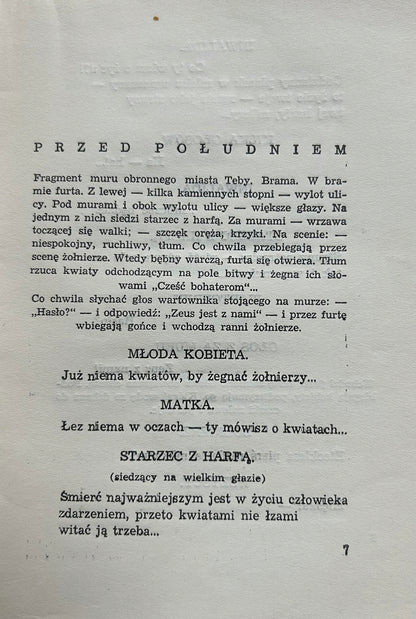 PRZED POŁUDNIEM
Fragment muru obronnego miasta Teby. Brama. W bra-
mie furta. Z lewej — kilka kamiennych stopni — wylot uli-
cy. Pod murami i obok wylotu ulicy — większe głazy. Na
jednym z nich siedzi starzec z harfą. Za murami — wrzawa
toczącej się walki; — szczęk oręża, krzyki. Na scenie: —
niespokojny, ruchliwy, tłum. Co chwila przebiegają przez
scenę żołnierze. Wtedy bębny warczą, furta się otwiera. Tłum
rzuca kwiaty odchodzącym na pole bitwy i żegna ich sło-
wami „Cześć bohaterom"...
Co chwila słychać głos wartownika stojącego na murze: —
„Hasło?" — i odpowiedź: „Zeus jest z nami" — i przez furtę
wbiegają gońce i wchodzą ranni żołnierze.
MŁODA KOBIETA.
Już niema kwiatów, by żegnać żołnierzy...
MATKA.
Łez niema w oczach — ty mówisz o kwiatach...
STARZEC Z HARFĄ.
(siedzący na wielkim głazie)
Śmierć najważniejszym jest w życiu człowieka
zdarzeniem, przeto kwiatami nie łzami
witać ją trzeba...
7